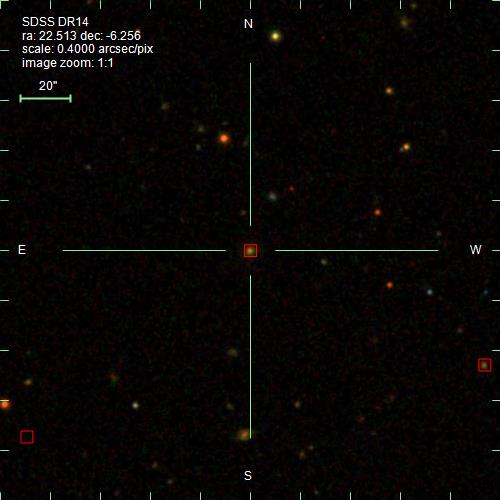 SDSS DR14
ra: 22.513 dec: -6.256
scale: 0.4000 arcsec/pix
image zoom: 1:1
20"
N
E
W
S